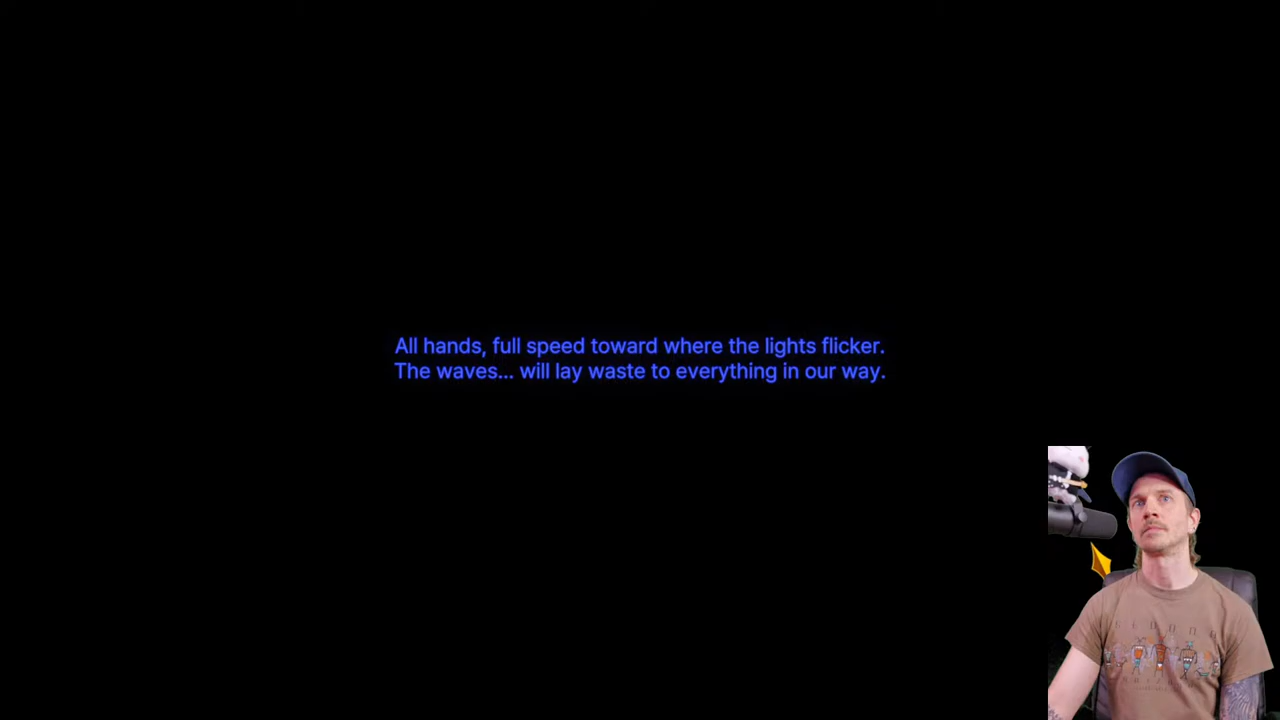 All hands, full speed toward where the lights flicker.
The waves... will lay waste to everything in our way.